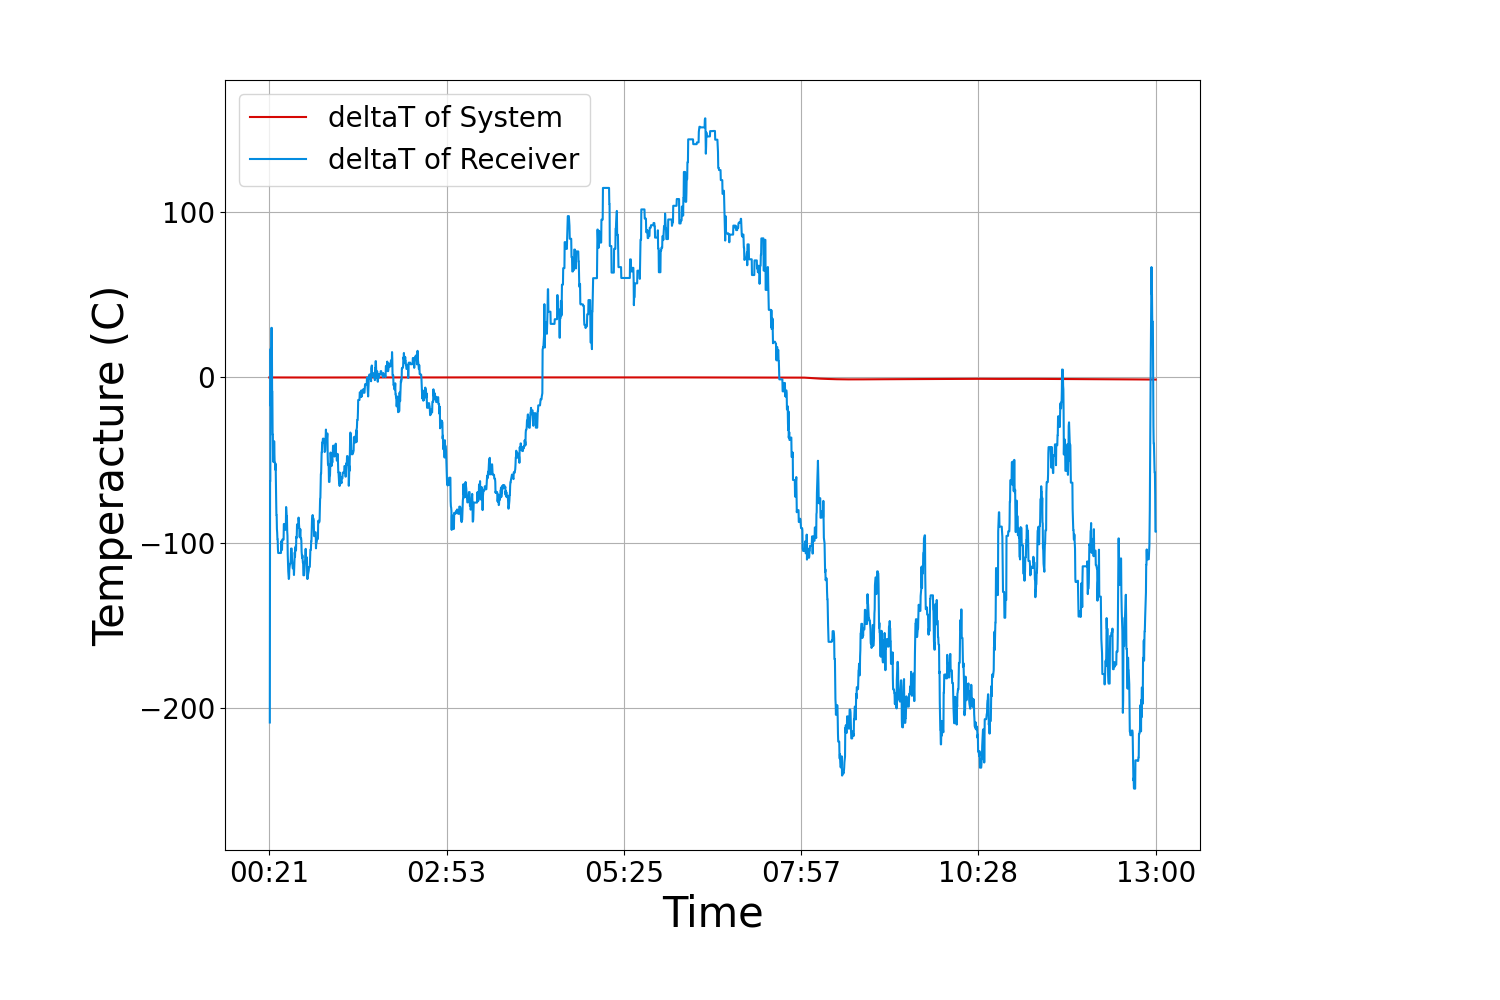 deltaT of System
deltaT of Receiver
Temperacture (C)
100
0
−100
−200
00:21 02:53 05:25 07:57 10:28 13:00
Time